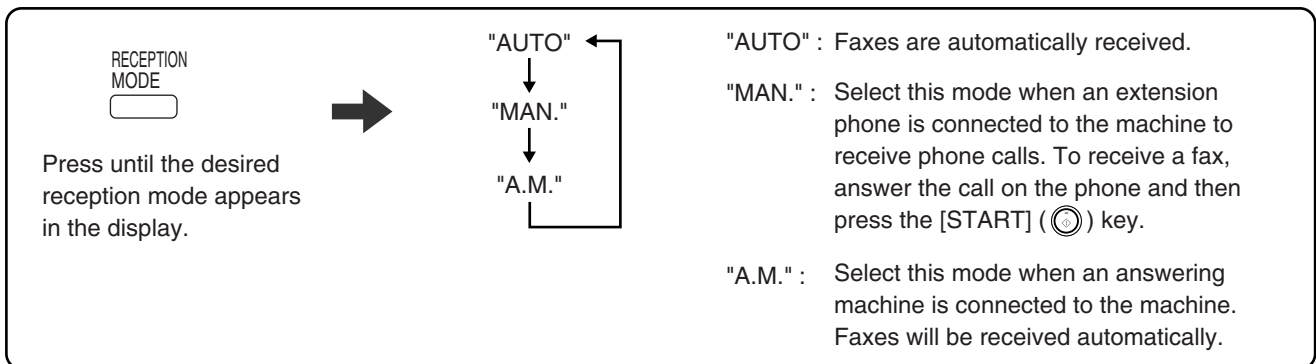 RECEPTION
MODE
Press until the desired
reception mode appears
in the display.
"AUTO"
"MAN."
"A.M."
"AUTO" : Faxes are automatically received.
"MAN." : Select this mode when an extension
phone is connected to the machine to
receive phone calls. To receive a fax,
answer the call on the phone and then
press the [START] ( ) key.
"A.M." : Select this mode when an answering
machine is connected to the machine.
Faxes will be received automatically.